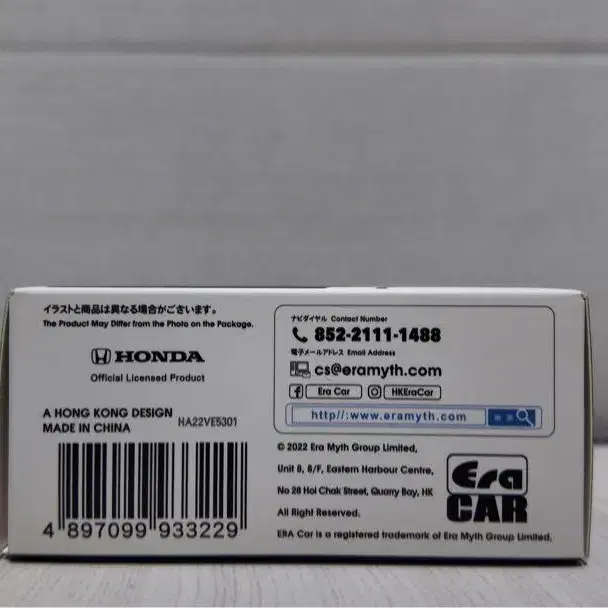 イラストと商品は異なる場合がございます。
The Product May Differ from the Photo on the Package.
HONDA
Official Licensed Product
A HONG KONG DESIGN
MADE IN CHINA
HA22VE5301
4 897099 933229
ナビダイヤル Contact Number
852-2111-1488
電子メールアドレス Email Address
cs@eramyth.com
Era Car
HKEraCar
http//:www.eramyth.com
© 2022 Era Myth Group Limited,
Unit B, 8/F, Eastern Harbour Centre,
No 28 Hoi Chak Street, Quarry Bay, HK
All Right Reserved.
ERA Car is a registered trademark of Era Myth Group Limited.
Era
CAR